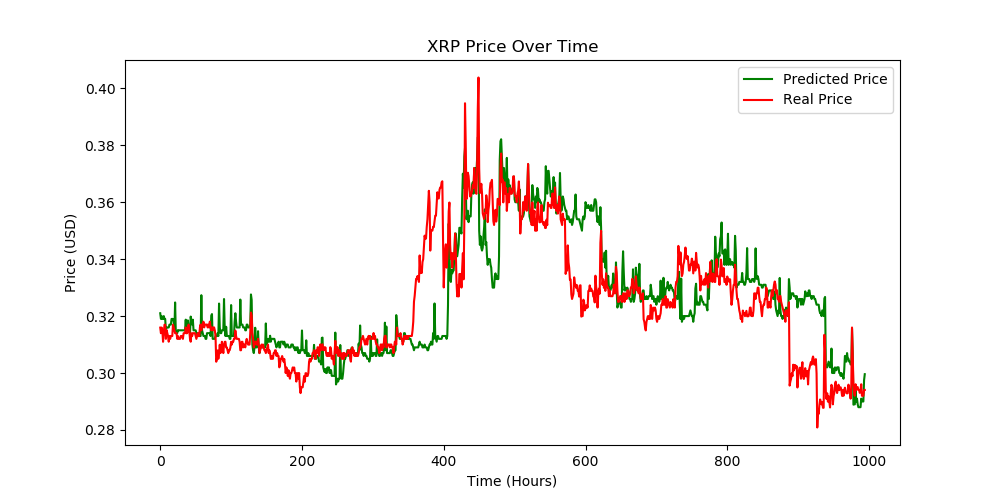 XRP Price Over Time
Predicted Price
Real Price
Price (USD)
0.40
0.38
0.36
0.34
0.32
0.30
0.28
0 200 400 600 800 1000
Time (Hours)